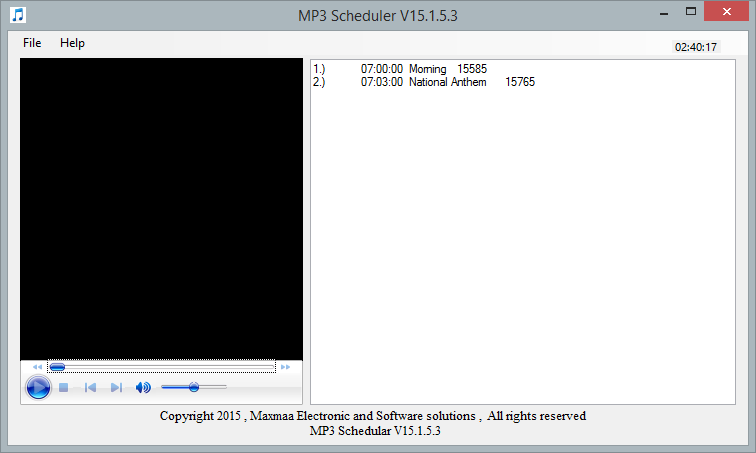 MP3 Scheduler V15.1.5.3
File Help
02:40:17
1.) 07:00:00 Morning 15585
2.) 07:03:00 National Anthem 15765
Copyright 2015 , Maxmaa Electronic and Software solutions , All rights reserved
MP3 Schedular V15.1.5.3